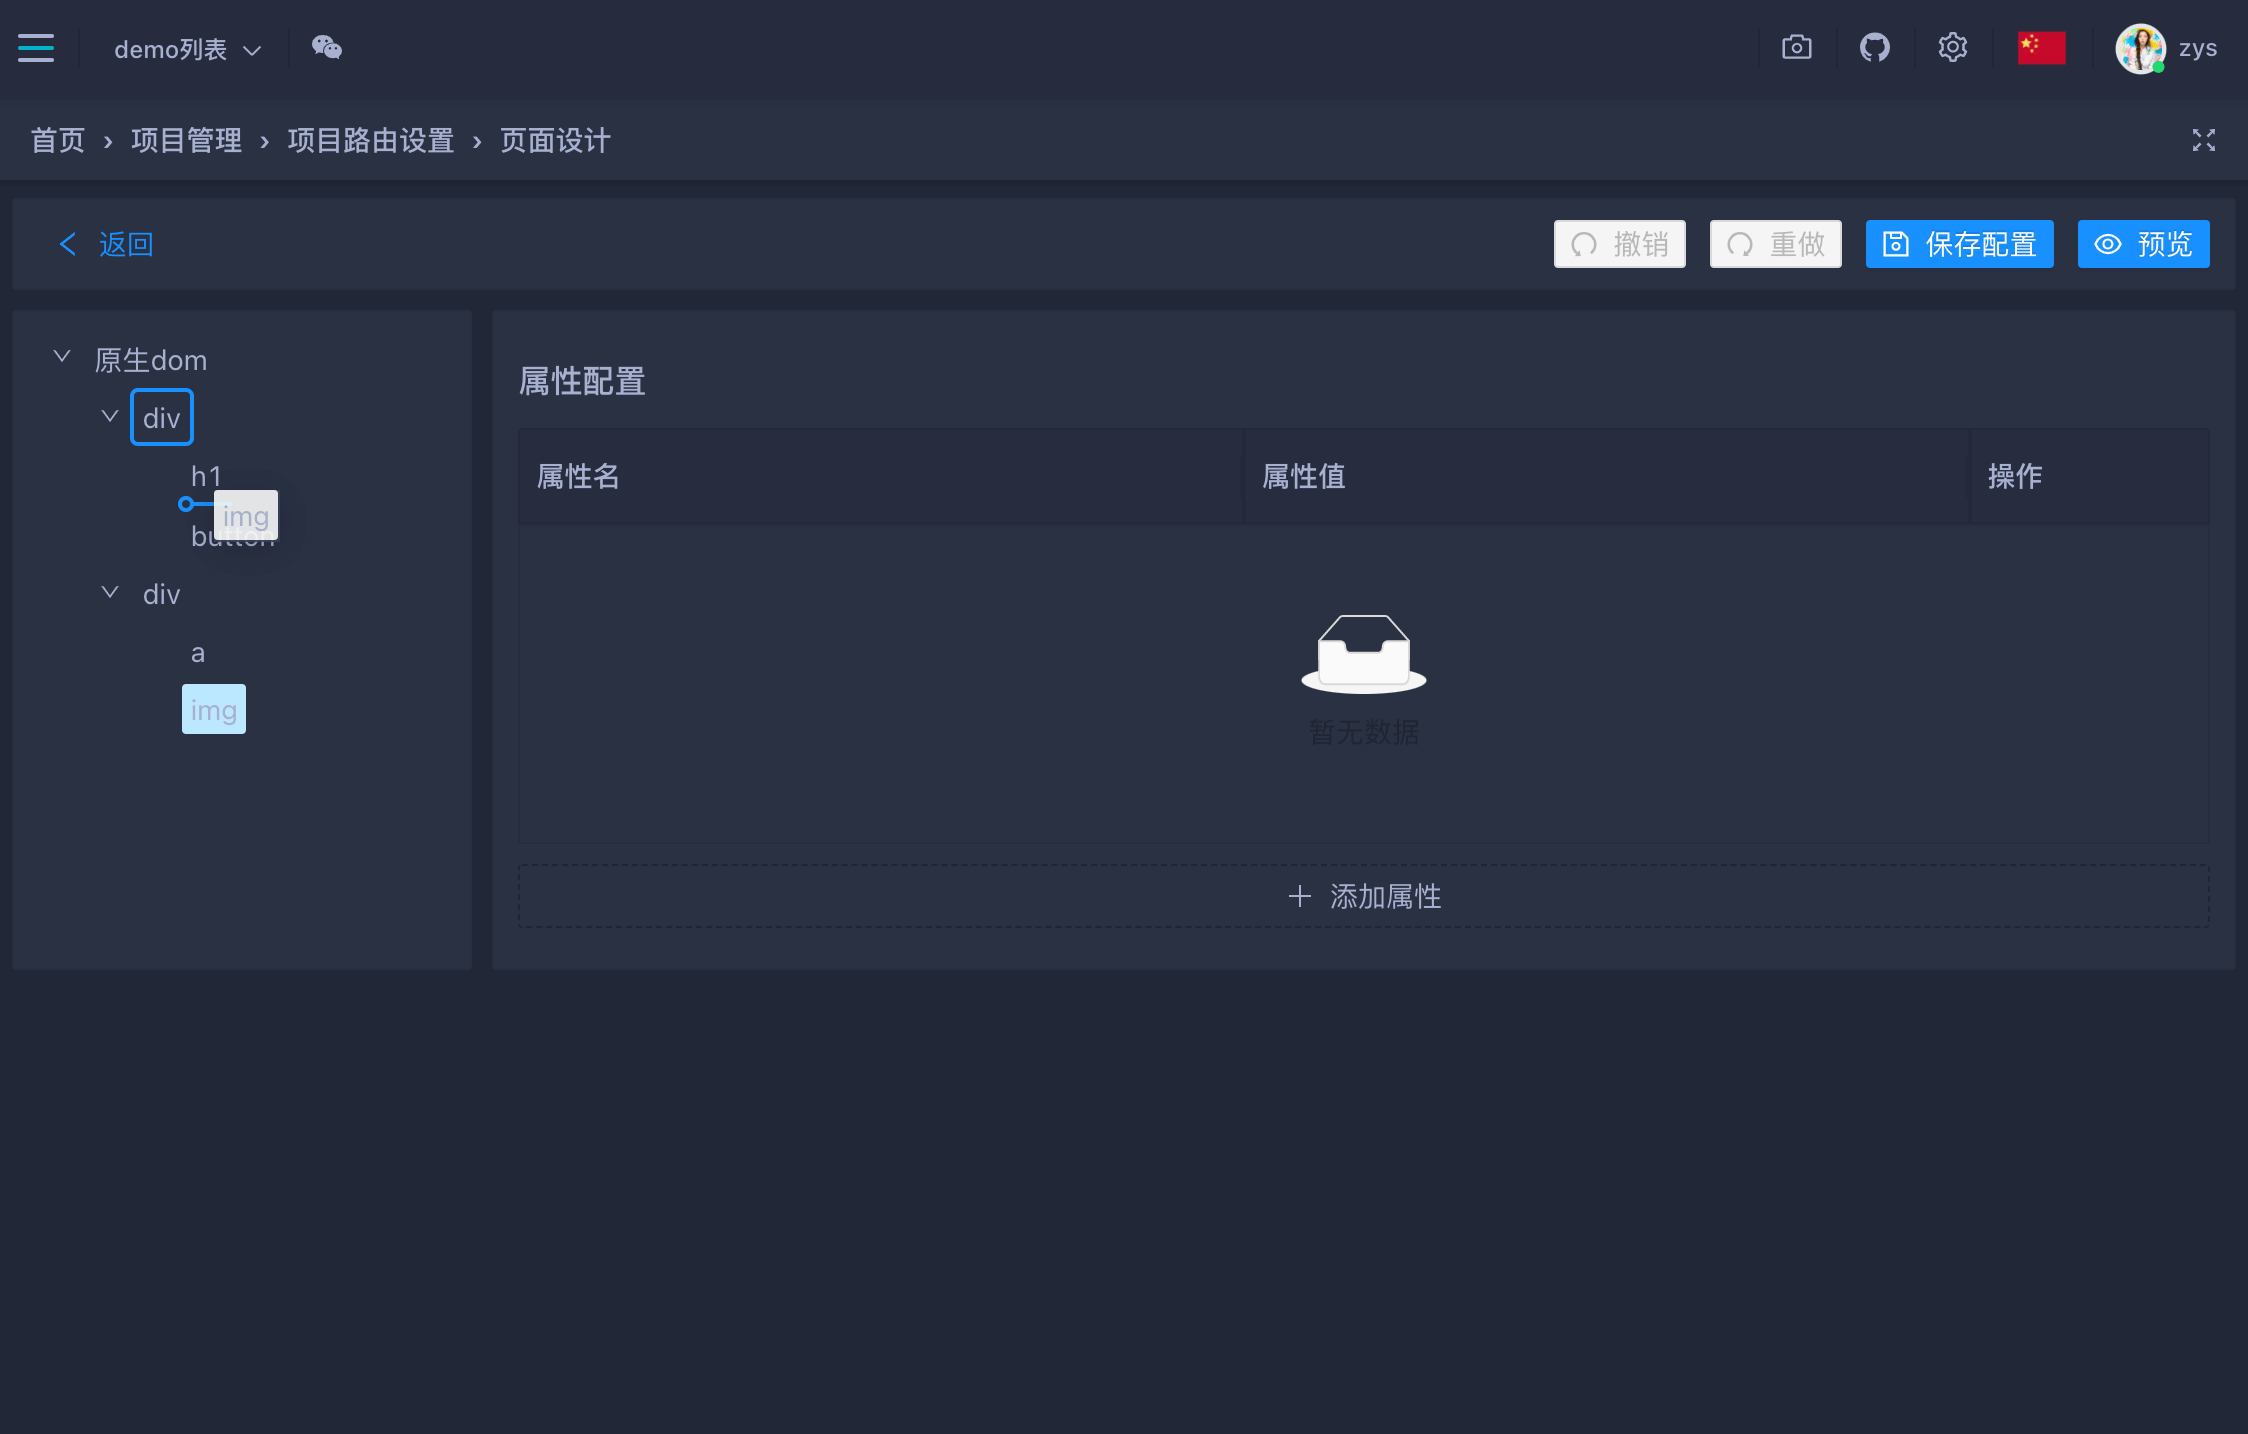 demo列表
zys
首页 › 项目管理 › 项目路由设置 › 页面设计
返回
撤销
重做
保存配置
预览
原生dom
div
h1
img
button
div
a
img
属性配置
属性名
属性值
操作
暂无数据
添加属性